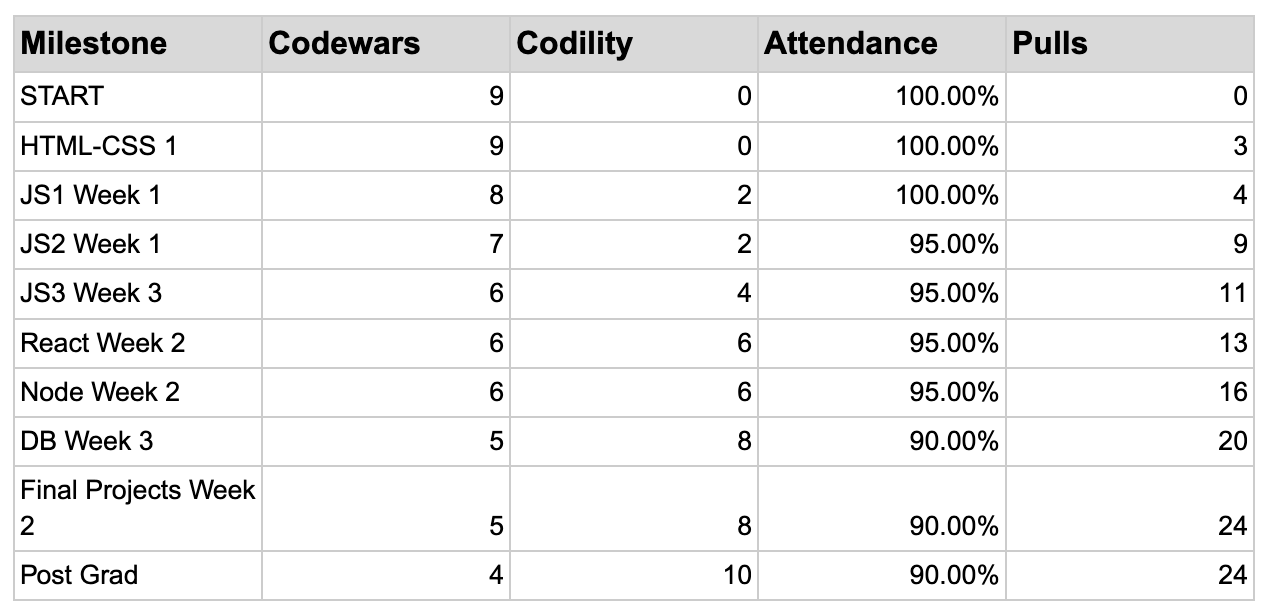 Milestone Codewars Codility Attendance Pulls
START 9 0 100.00% 0
HTML-CSS 1 9 0 100.00% 3
JS1 Week 1 8 2 100.00% 4
JS2 Week 1 7 2 95.00% 9
JS3 Week 3 6 4 95.00% 11
React Week 2 6 6 95.00% 13
Node Week 2 6 6 95.00% 16
DB Week 3 5 8 90.00% 20
Final Projects Week
2 5 8 90.00% 24
Post Grad 4 10 90.00% 24